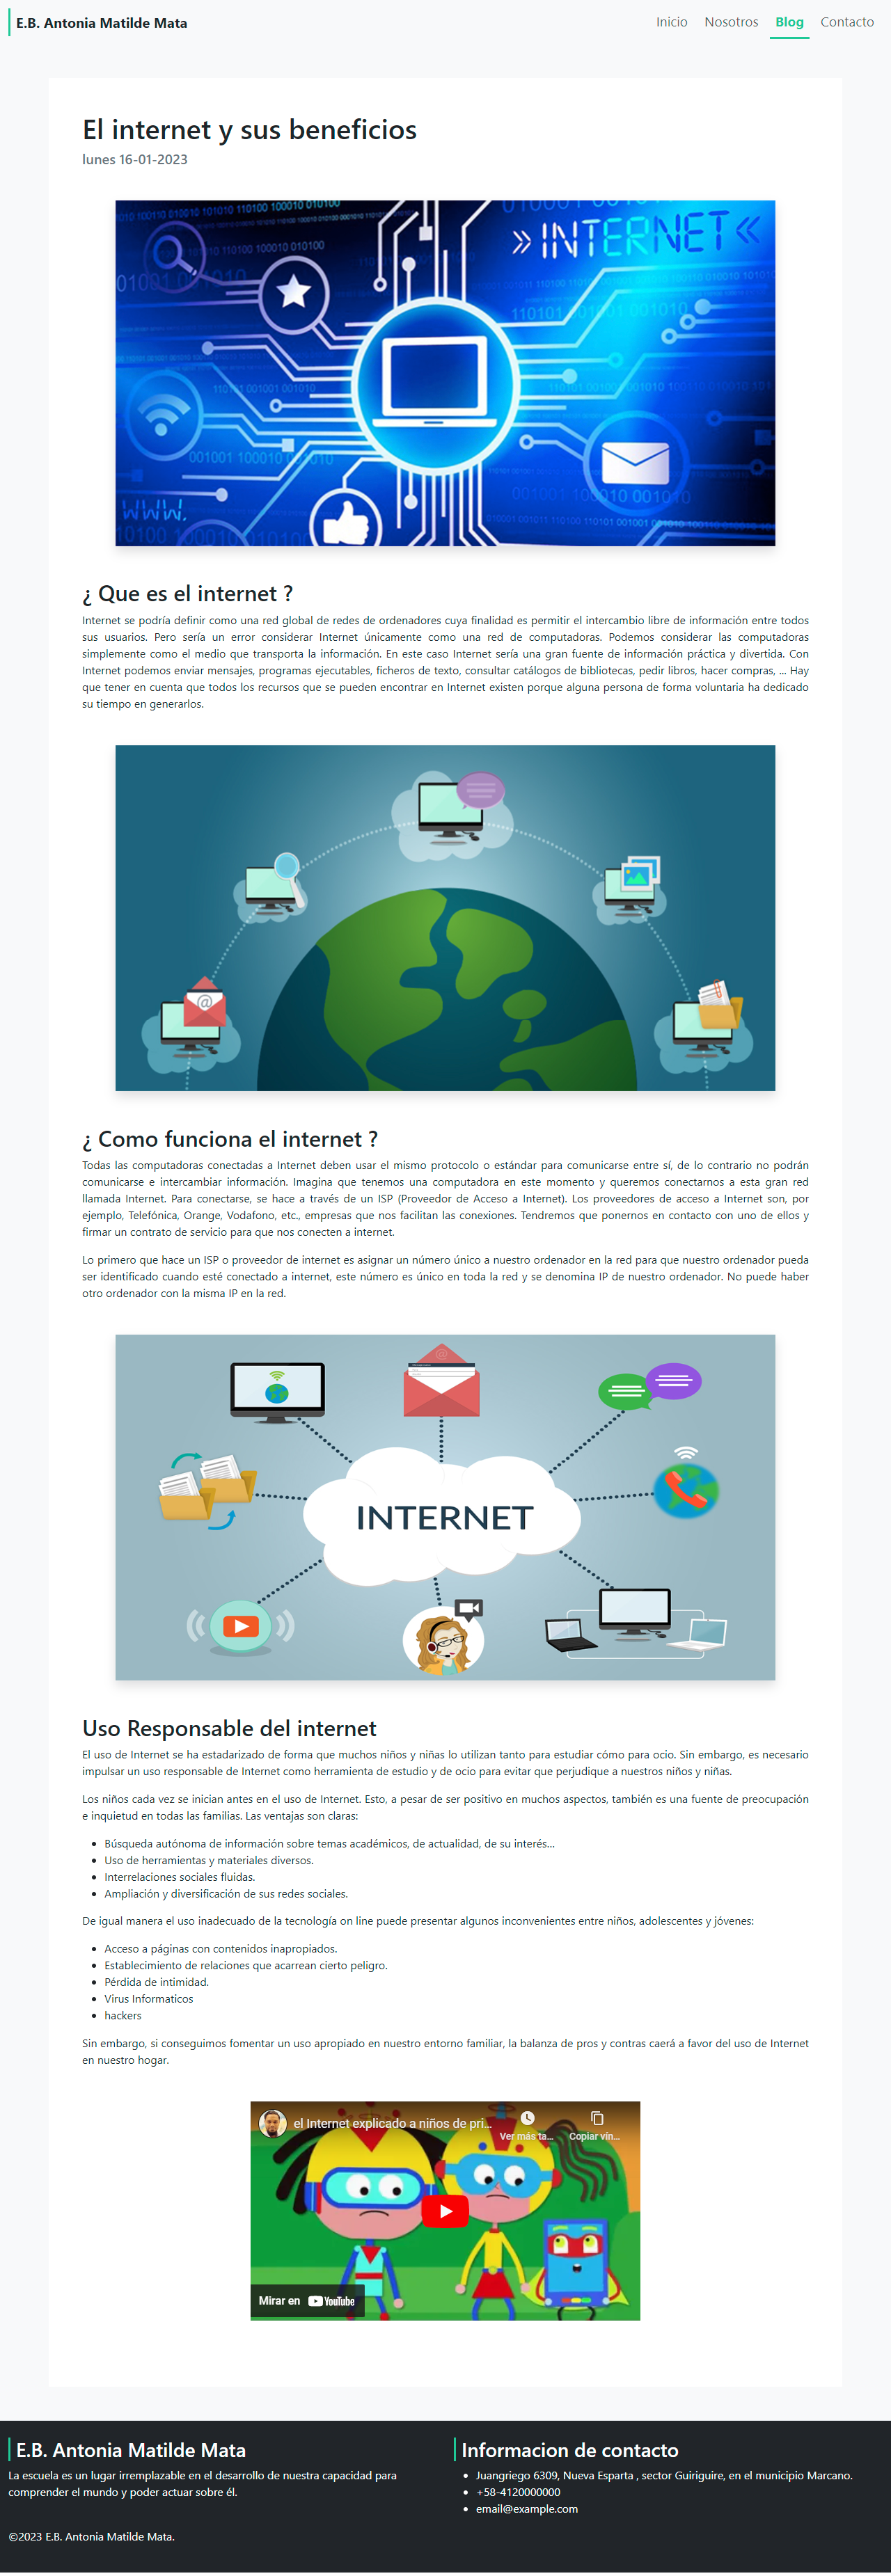 E.B. Antonia Matilde Mata
Inicio Nosotros Blog Contacto
El internet y sus beneficios
lunes 16-01-2023
» INTERNET «
WWW.
¿ Que es el internet ?
Internet se podría definir como una red global de redes de ordenadores cuya finalidad es permitir el intercambio libre de información entre todos
sus usuarios. Pero sería un error considerar Internet únicamente como una red de computadoras. Podemos considerar las computadoras
simplemente como el medio que transporta la información. En este caso Internet sería una gran fuente de información práctica y divertida. Con
Internet podemos enviar mensajes, programas ejecutables, ficheros de texto, consultar catálogos de bibliotecas, pedir libros, hacer compras, ... Hay
que tener en cuenta que todos los recursos que se pueden encontrar en Internet existen porque alguna persona de forma voluntaria ha dedicado
su tiempo en generarlos.
@
¿ Como funciona el internet ?
Todas las computadoras conectadas a Internet deben usar el mismo protocolo o estándar para comunicarse entre sí, de lo contrario no podrán
comunicarse e intercambiar información. Imagina que tenemos una computadora en este momento y queremos conectarnos a esta gran red
llamada Internet. Para conectarse, se hace a través de un ISP (Proveedor de Acceso a Internet). Los proveedores de acceso a Internet son, por
ejemplo, Telefónica, Orange, Vodafono, etc., empresas que nos facilitan las conexiones. Tendremos que ponernos en contacto con uno de ellos y
firmar un contrato de servicio para que nos conecten a internet.
Lo primero que hace un ISP o proveedor de internet es asignar un número único a nuestro ordenador en la red para que nuestro ordenador pueda
ser identificado cuando esté conectado a internet, este número es único en toda la red y se denomina IP de nuestro ordenador. No puede haber
otro ordenador con la misma IP en la red.
@
INTERNET
Uso Responsable del internet
El uso de Internet se ha estadarizado de forma que muchos niños y niñas lo utilizan tanto para estudiar cómo para ocio. Sin embargo, es necesario
impulsar un uso responsable de Internet como herramienta de estudio y de ocio para evitar que perjudique a nuestros niños y niñas.
Los niños cada vez se inician antes en el uso de Internet. Esto, a pesar de ser positivo en muchos aspectos, también es una fuente de preocupación
e inquietud en todas las familias. Las ventajas son claras:
• Búsqueda autónoma de información sobre temas académicos, de actualidad, de su interés...
• Uso de herramientas y materiales diversos.
• Interrelaciones sociales fluidas.
• Ampliación y diversificación de sus redes sociales.
De igual manera el uso inadecuado de la tecnología on line puede presentar algunos inconvenientes entre niños, adolescentes y jóvenes:
• Acceso a páginas con contenidos inapropiados.
• Establecimiento de relaciones que acarrean cierto peligro.
• Pérdida de intimidad.
• Virus Informaticos
• hackers
Sin embargo, si conseguimos fomentar un uso apropiado en nuestro entorno familiar, la balanza de pros y contras caerá a favor del uso de Internet
en nuestro hogar.
el Internet explicado a niños de pri...
Ver más ta... Copiar vín...
Mirar en YouTube
E.B. Antonia Matilde Mata
La escuela es un lugar irremplazable en el desarrollo de nuestra capacidad para
comprender el mundo y poder actuar sobre él.
Informacion de contacto
• Juangriego 6309, Nueva Esparta , sector Guiriguire, en el municipio Marcano.
• +58-4120000000
• email@example.com
©2023 E.B. Antonia Matilde Mata.